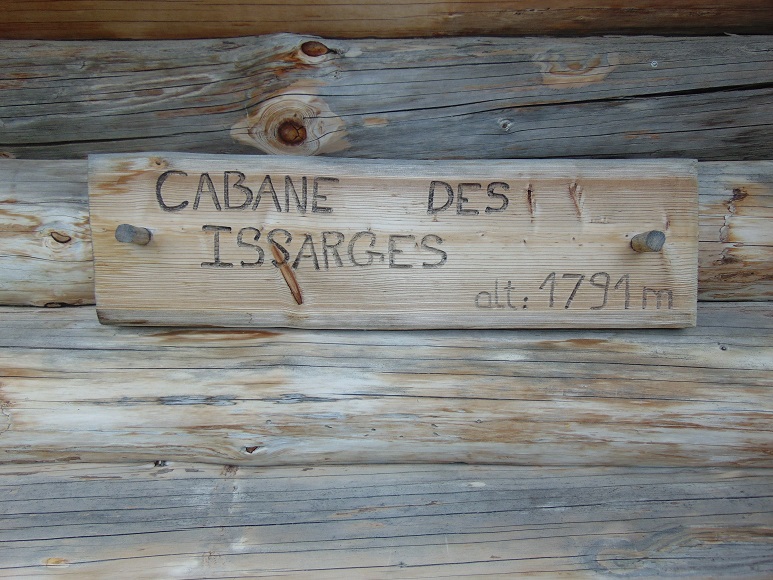 CABANE DES
ISSARGES
alt: 1791 m